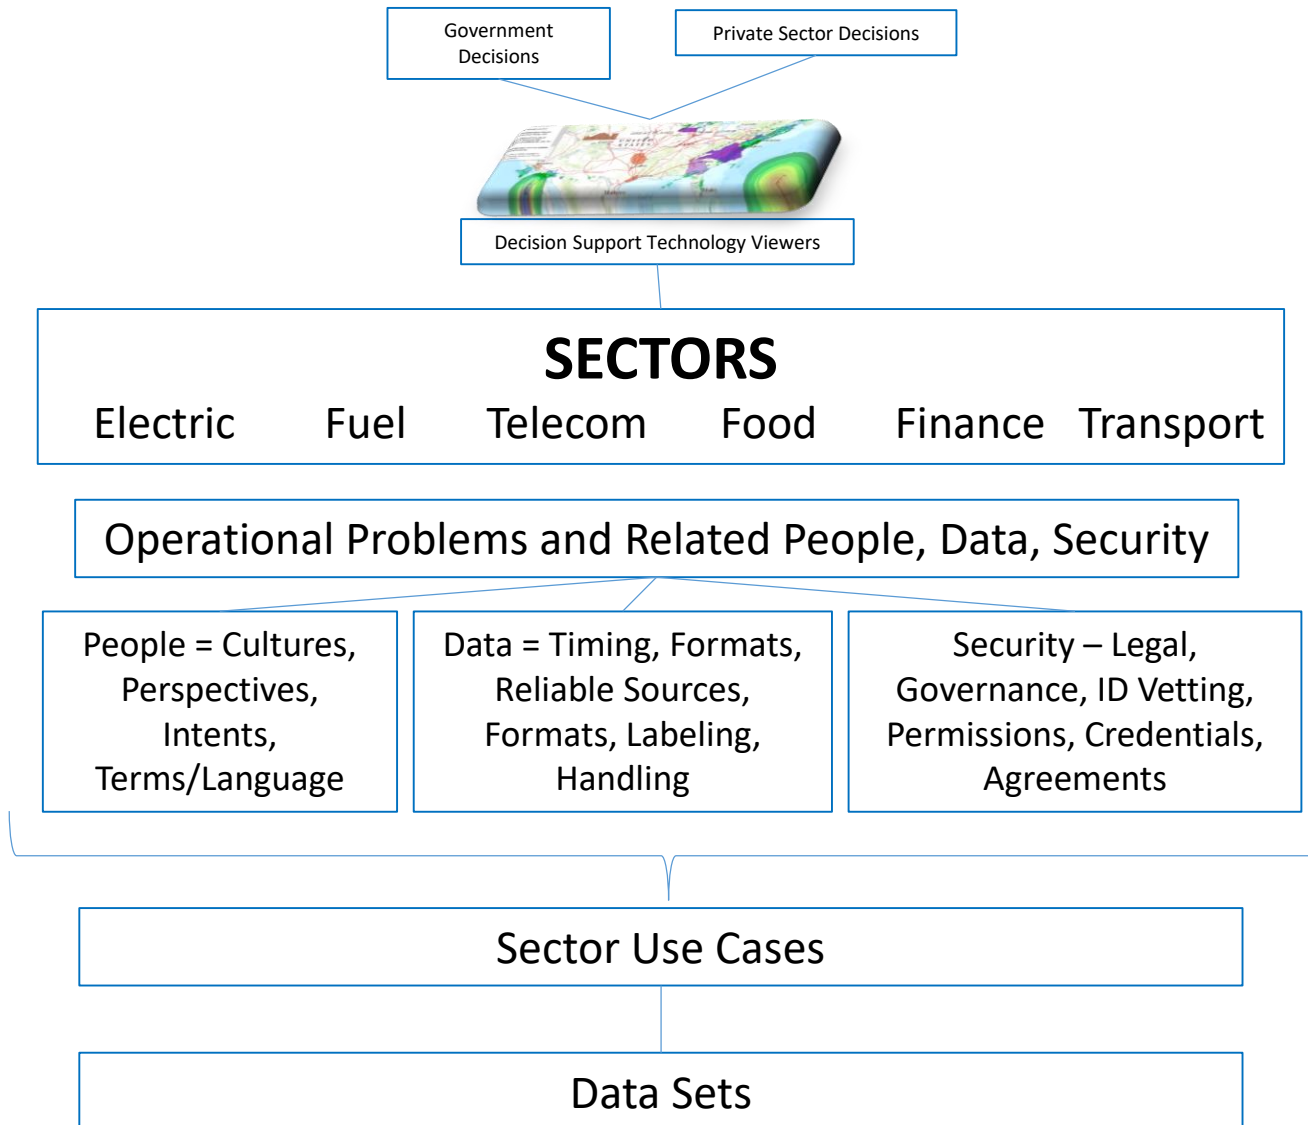 Government
Decisions
Private Sector Decisions
UNITED
STATES
Decision Support Technology Viewers
SECTORS
Electric Fuel Telecom Food Finance Transport
Operational Problems and Related People, Data, Security
People = Cultures,
Perspectives,
Intents,
Terms/Language
Data = Timing, Formats,
Reliable Sources,
Formats, Labeling,
Handling
Security – Legal,
Governance, ID Vetting,
Permissions, Credentials,
Agreements
Sector Use Cases
Data Sets